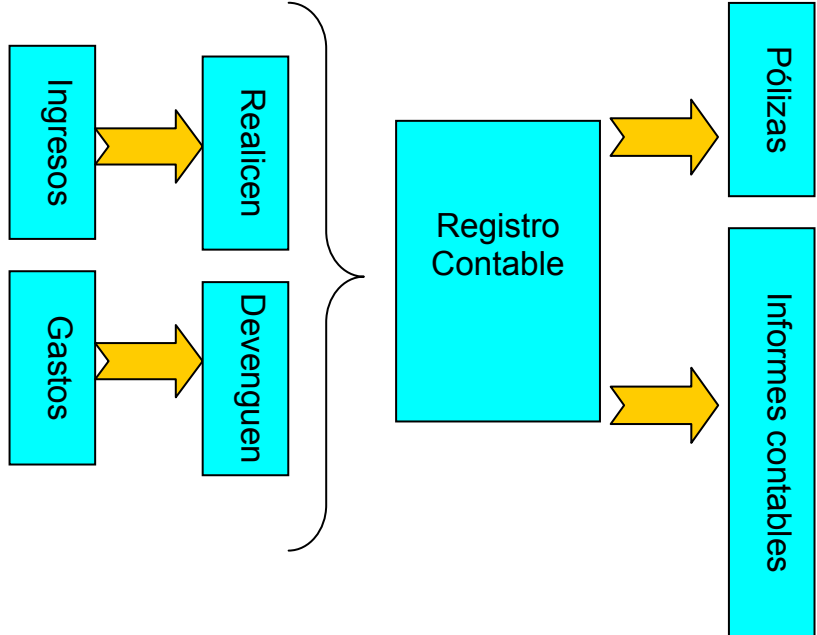 Ingresos
Realicen
Gastos
Devenguen
Registro
Contable
Pólizas
Informes contables